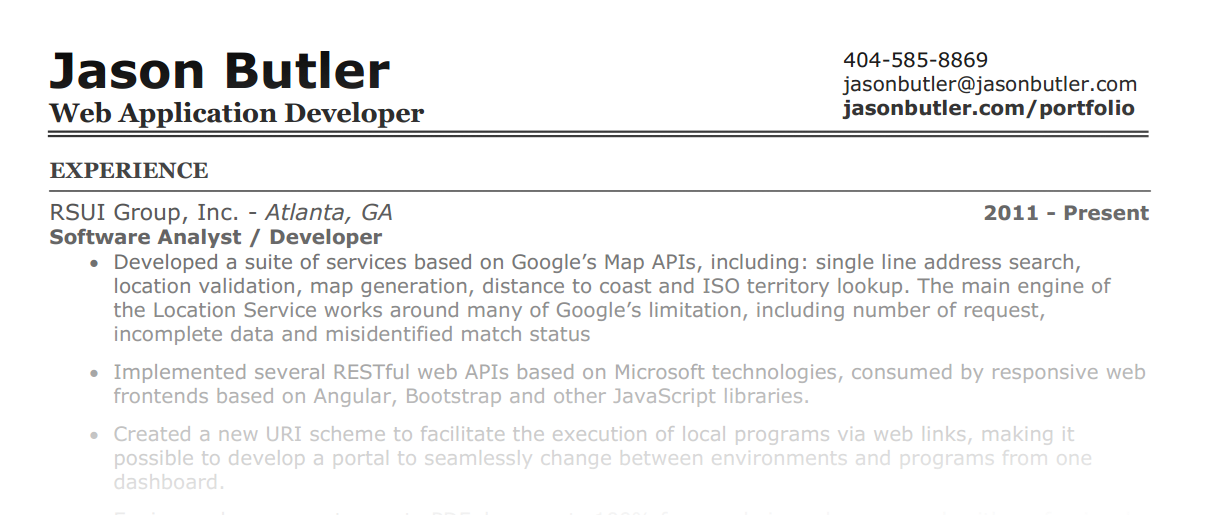 Jason Butler
Web Application Developer
404-585-8869
jasonbutler@jasonbutler.com
jasonbutler.com/portfolio
EXPERIENCE
RSUI Group, Inc. - Atlanta, GA 2011 - Present
Software Analyst / Developer
• Developed a suite of services based on Google’s Map APIs, including: single line address search,
location validation, map generation, distance to coast and ISO territory lookup. The main engine of
the Location Service works around many of Google’s limitation, including number of request,
incomplete data and misidentified match status
• Implemented several RESTful web APIs based on Microsoft technologies, consumed by responsive web
frontends based on Angular, Bootstrap and other JavaScript libraries.
• Created a new URI scheme to facilitate the execution of local programs via web links, making it
possible to develop a portal to seamlessly change between environments and programs from one
dashboard.